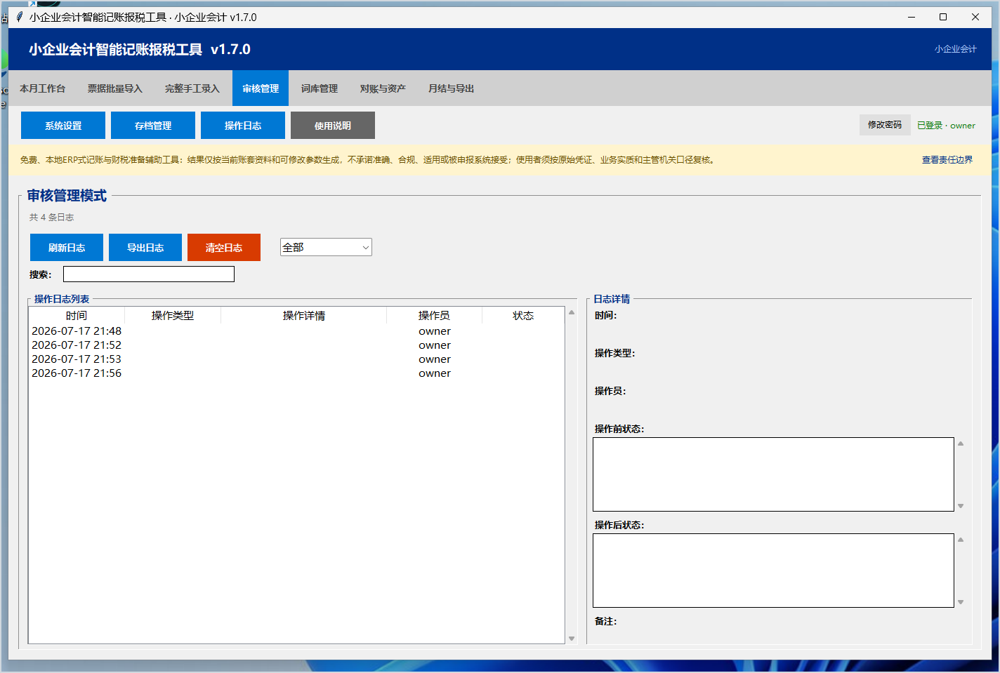 小企业会计智能记账报税工具 · 小企业会计 v1.7.0
小企业会计智能记账报税工具 v1.7.0
小企业会计
本月工作台 票据批量导入 完整手工录入 审核管理 词库管理 对账与资产 月结与导出
系统设置 存档管理 操作日志 使用说明 修改密码 已登录 · owner
免费、本地ERP式记账与财税准备辅助工具：结果仅按当前账套资料和可修改参数生成，不承诺准确、合规、适用或被申报系统接受；使用者须按原始凭证、业务实质和主管机关口径复核。 查看责任边界
审核管理模式
共 4 条日志
刷新日志 导出日志 清空日志 全部
搜索：
操作日志列表
时间 操作类型 操作详情 操作员 状态
2026-07-17 21:48 owner
2026-07-17 21:52 owner
2026-07-17 21:53 owner
2026-07-17 21:56 owner
日志详情
时间：
操作类型：
操作员：
操作前状态：
操作后状态：
备注：